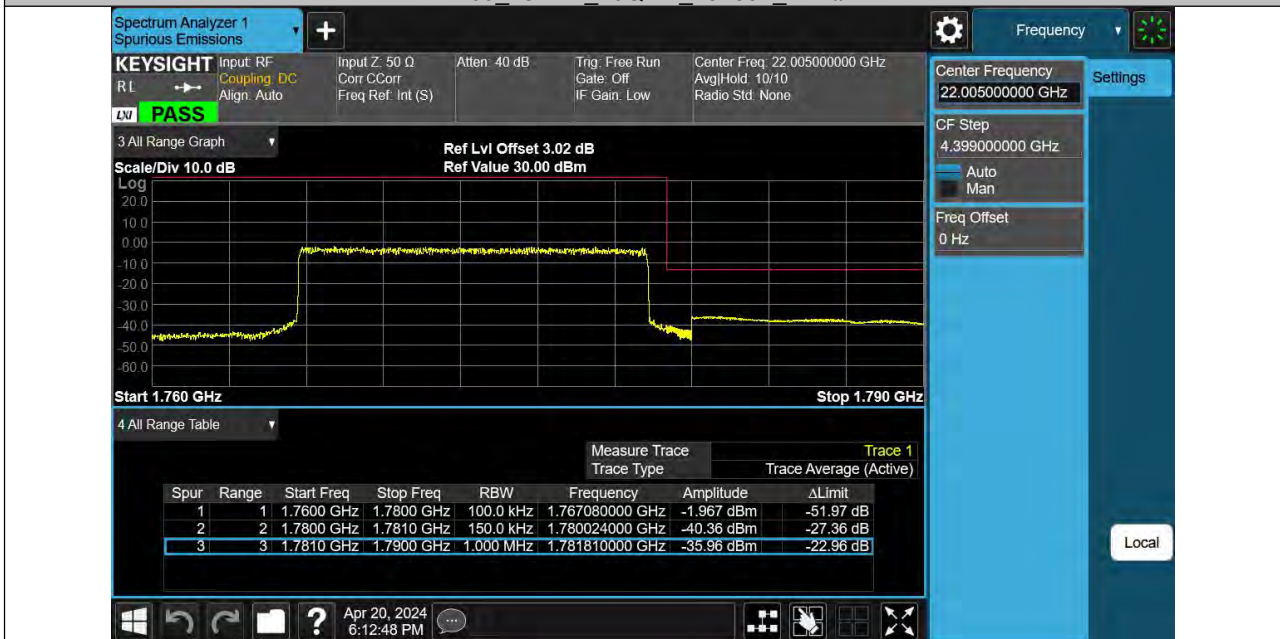 Spectrum Analyzer 1
Spurious Emissions
+
Frequency
KEYSIGHT
Input: RF
Input Z: 50 Ω
Atten: 40 dB
Trig: Free Run
Center Freq: 22.005000000 GHz
RL
Coupling: DC
Corr CCorr
Gate: Off
Avg|Hold: 10/10
Align: Auto
Freq Ref: Int (S)
IF Gain: Low
Radio Std: None
LXI PASS
Center Frequency
22.005000000 GHz
Settings
CF Step
4.399000000 GHz
Auto
Man
Freq Offset
0 Hz
3 All Range Graph
Ref Lvl Offset 3.02 dB
Scale/Div 10.0 dB
Ref Value 30.00 dBm
Log
20.0
10.0
0.00
-10.0
-20.0
-30.0
-40.0
-50.0
-60.0
Start 1.760 GHz
Stop 1.790 GHz
4 All Range Table
Measure Trace Trace 1
Trace Type Trace Average (Active)
Spur Range Start Freq Stop Freq RBW Frequency Amplitude ΔLimit
1 1 1.7600 GHz 1.7800 GHz 100.0 kHz 1.767080000 GHz -1.967 dBm -51.97 dB
2 2 1.7800 GHz 1.7810 GHz 150.0 kHz 1.780024000 GHz -40.36 dBm -27.36 dB
3 3 1.7810 GHz 1.7900 GHz 1.000 MHz 1.781810000 GHz -35.96 dBm -22.96 dB
Local
?
Apr 20, 2024
6:12:48 PM